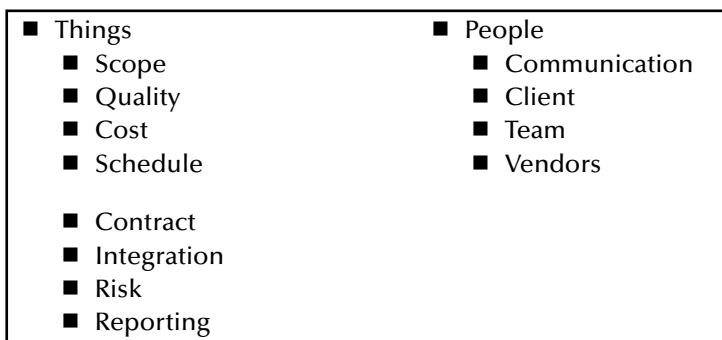 ■ Things
■ Scope
■ Quality
■ Cost
■ Schedule
■ Contract
■ Integration
■ Risk
■ Reporting
■ People
■ Communication
■ Client
■ Team
■ Vendors